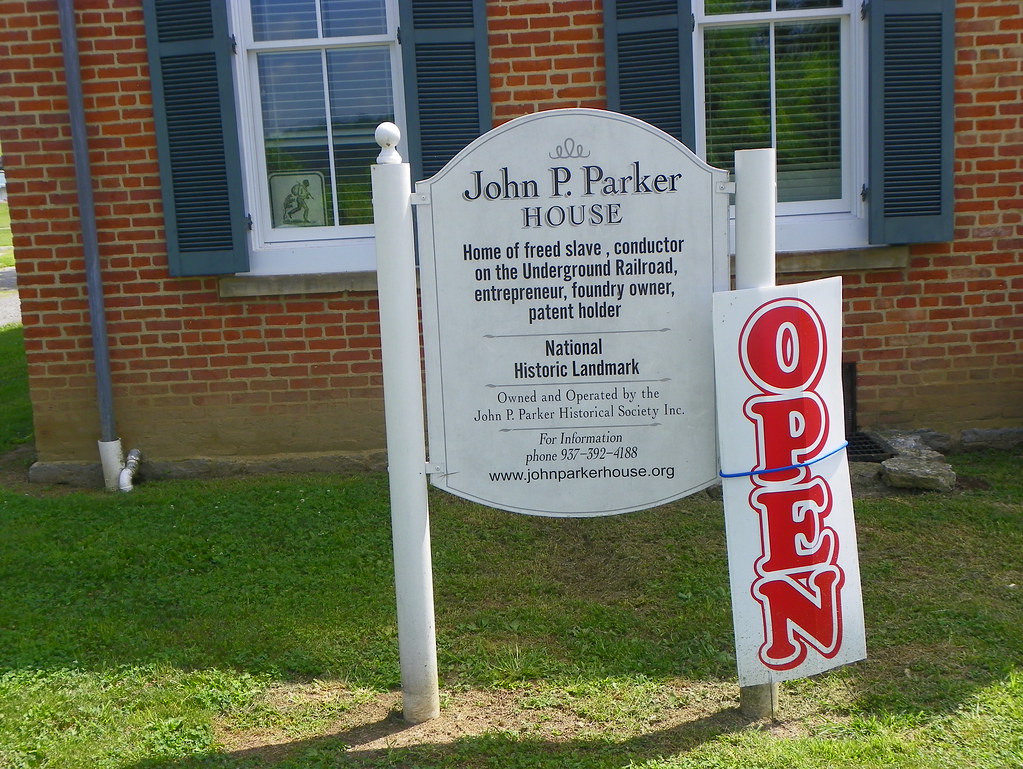 John P. Parker
HOUSE
Home of freed slave , conductor
on the Underground Railroad,
entrepreneur, foundry owner,
patent holder
National
Historic Landmark
Owned and Operated by the
John P. Parker Historical Society Inc.
For Information
phone 937-392-4188
www.johnparkerhouse.org
OPEN